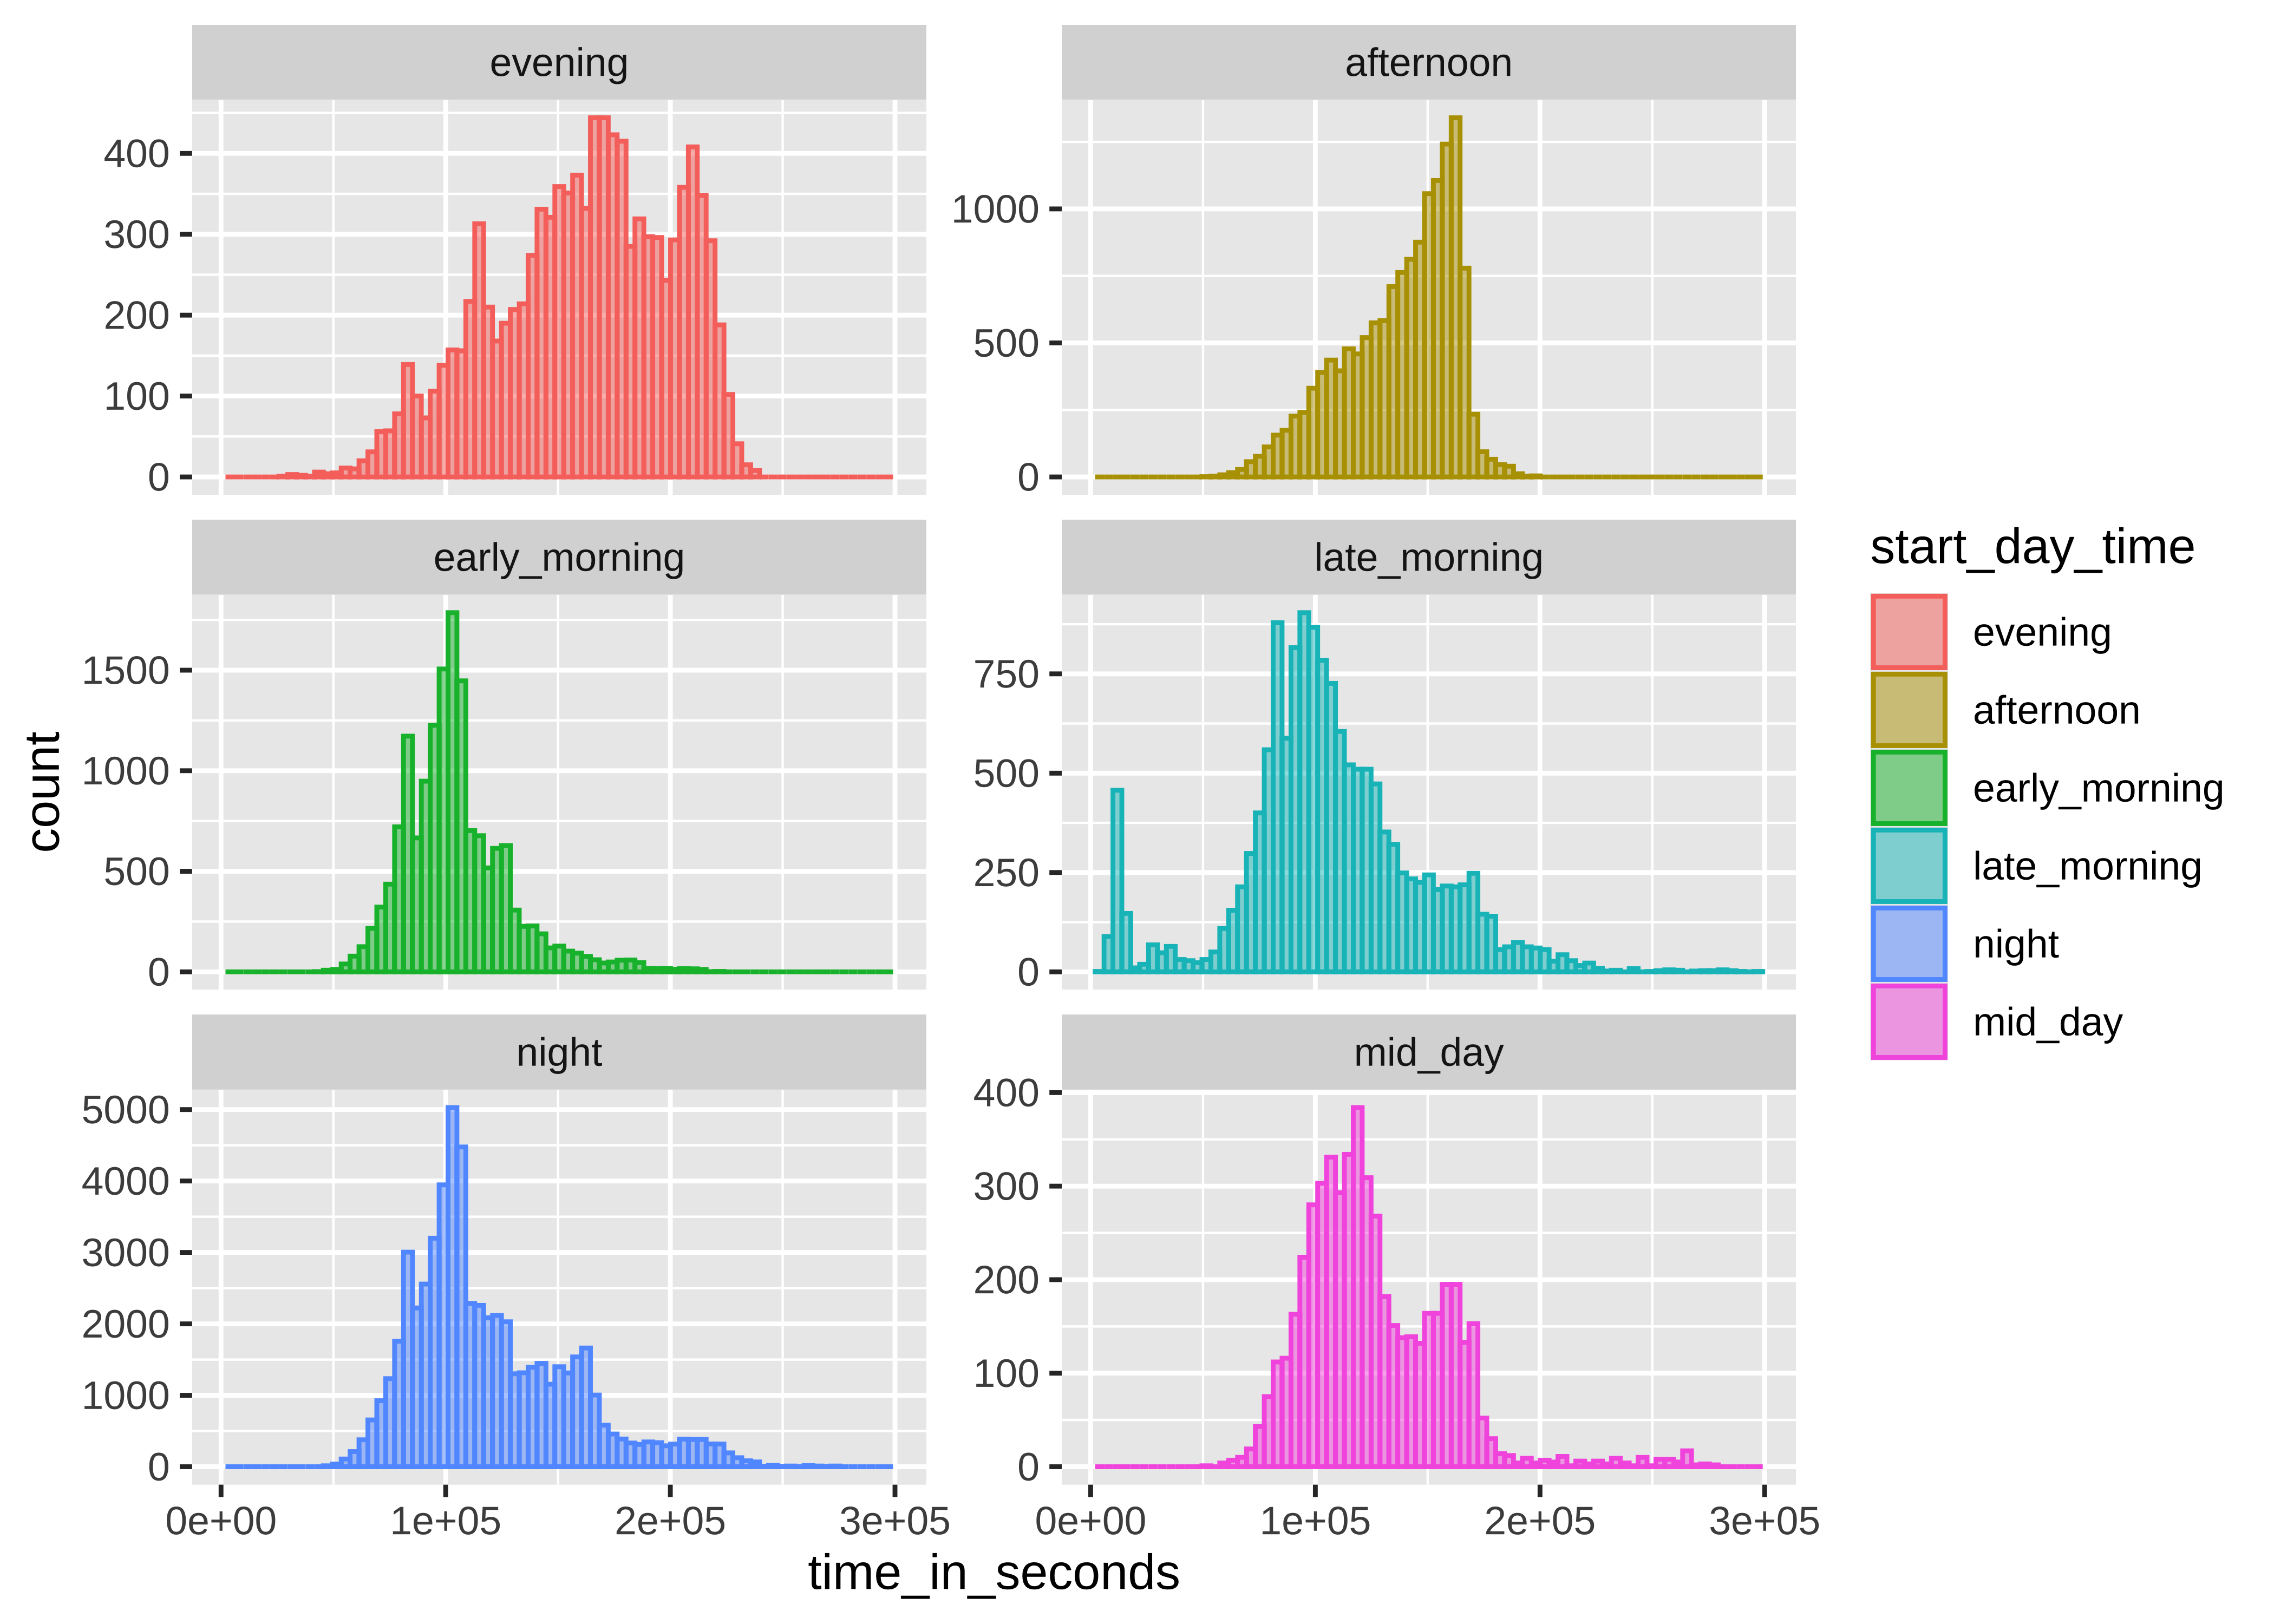 evening
afternoon
400
300
200
100
0
1000
500
0
early_morning
late_morning
1500
1000
500
0
750
500
250
0
night
mid_day
5000
4000
3000
2000
1000
0
400
300
200
100
0
0e+00 1e+05 2e+05 3e+05
0e+00 1e+05 2e+05 3e+05
time_in_seconds
count
start_day_time
evening
afternoon
early_morning
late_morning
night
mid_day